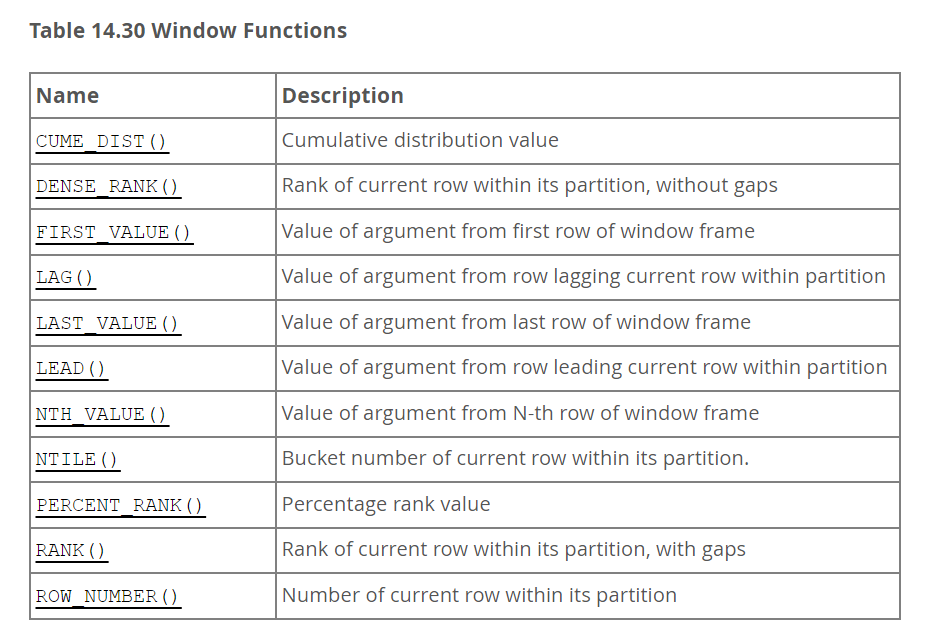 Table 14.30 Window Functions
Name Description
CUME_DIST() Cumulative distribution value
DENSE_RANK() Rank of current row within its partition, without gaps
FIRST_VALUE() Value of argument from first row of window frame
LAG() Value of argument from row lagging current row within partition
LAST_VALUE() Value of argument from last row of window frame
LEAD() Value of argument from row leading current row within partition
NTH_VALUE() Value of argument from N-th row of window frame
NTILE() Bucket number of current row within its partition.
PERCENT_RANK() Percentage rank value
RANK() Rank of current row within its partition, with gaps
ROW_NUMBER() Number of current row within its partition